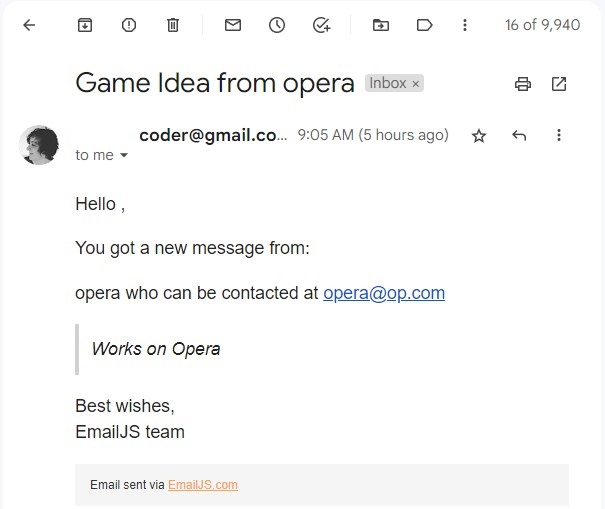 16 of 9,940
Game Idea from opera Inbox ×
coder@gmail.co... 9:05 AM (5 hours ago)
to me
Hello ,
You got a new message from:
opera who can be contacted at opera@op.com
Works on Opera
Best wishes,
EmailJS team
Email sent via EmailJS.com